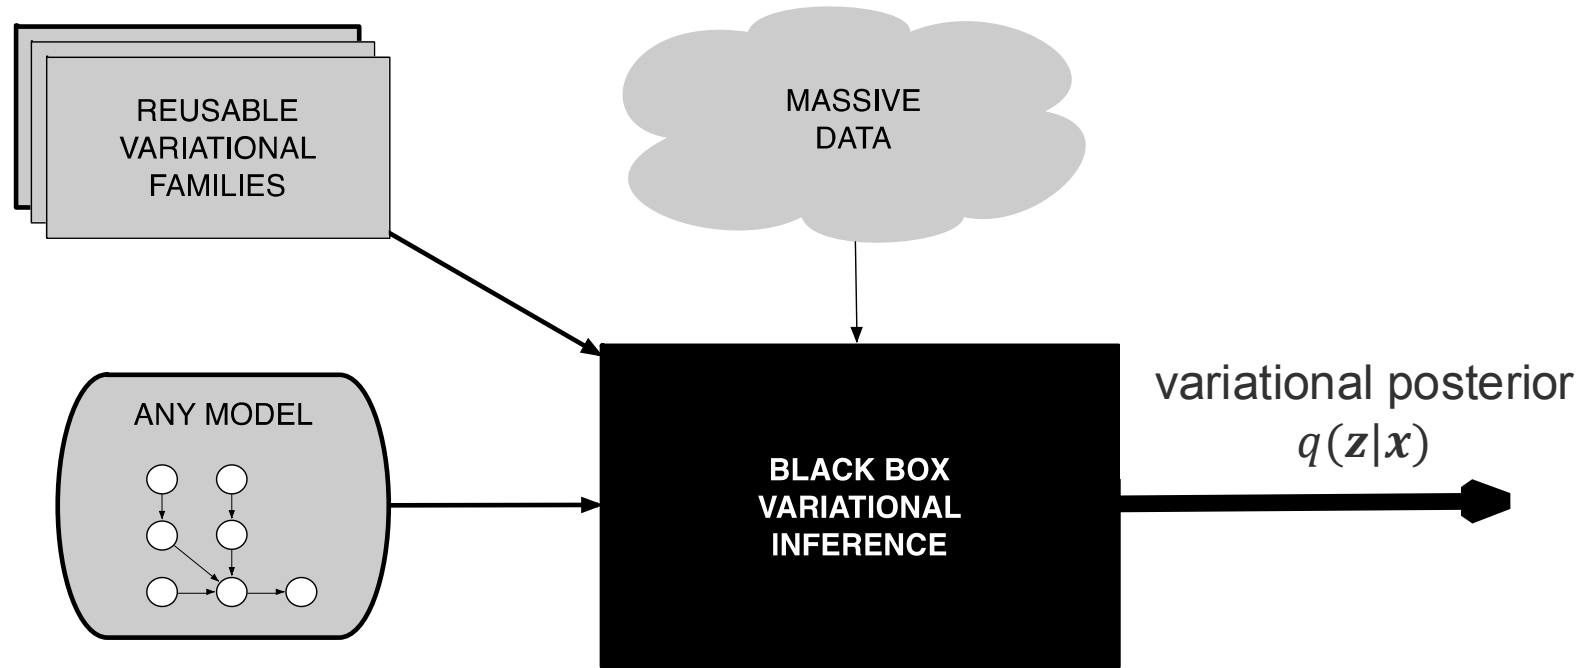 REUSABLE
VARIATIONAL
FAMILIES
MASSIVE
DATA
ANY MODEL
BLACK BOX
VARIATIONAL
INFERENCE
variational posterior
q(z|x)